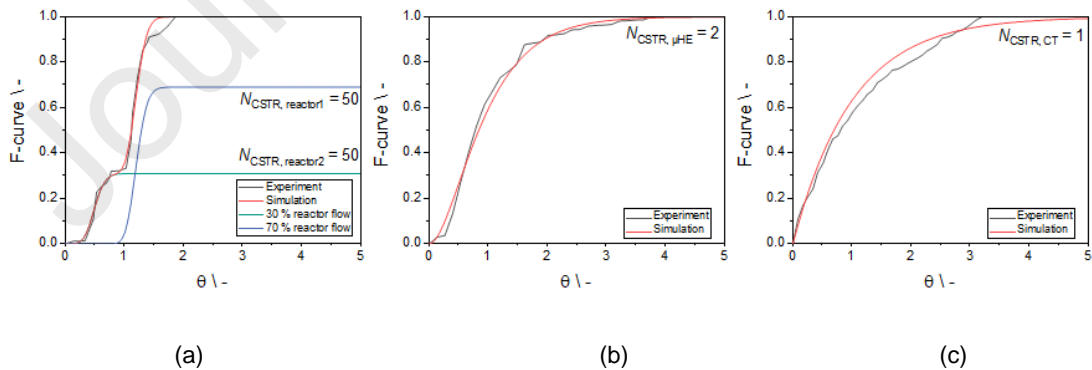 Jour
1.0
0.8
0.6
0.4
0.2
0.0
F-curve \ -
N_CSTR, reactor1 = 50
N_CSTR, reactor2 = 50
Experiment
Simulation
30 % reactor flow
70 % reactor flow
0 1 2 3 4 5
θ \ -
(a)
1.0
0.8
0.6
0.4
0.2
0.0
F-curve \ -
N_CSTR, μHE = 2
Experiment
Simulation
0 1 2 3 4 5
θ \ -
(b)
1.0
0.8
0.6
0.4
0.2
0.0
F-curve \ -
N_CSTR, CT = 1
Experiment
Simulation
0 1 2 3 4 5
θ \ -
(c)